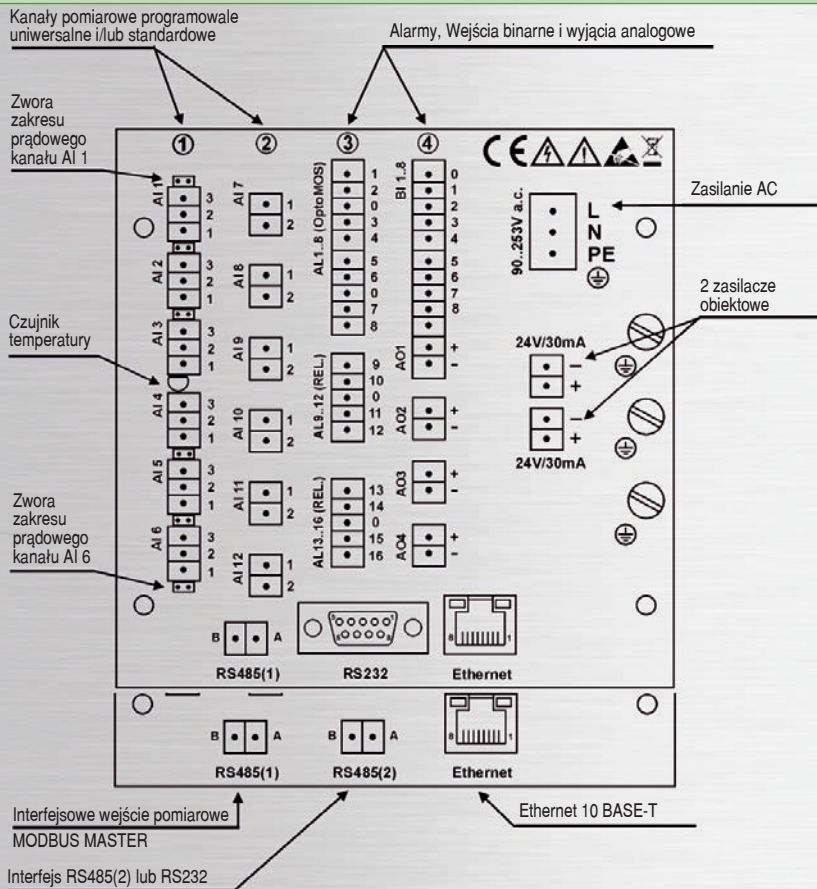 Kanały pomiarowe programowale
uniwersalne i/lub standardowe
Alarmy, Wejścia binarne i wyjącia analogowe
Zwora
zakresu
prądowego
kanału AI 1
Czujnik
temperatury
Zwora
zakresu
prądowego
kanału AI 6
1
2
3
4
AI 1
3
2
1
AI 2
3
2
1
AI 3
3
2
1
AI 4
3
2
1
AI 5
3
2
1
AI 6
3
2
1
AI 7
1
2
AI 8
1
2
AI 9
1
2
AI 10
1
2
AI 11
1
2
AI 12
1
2
AL1..8 (OptoMOS)
1
2
0
3
4
5
6
0
7
8
AL9..12 (REL.)
9
10
0
11
12
AL13..16 (REL.)
13
14
0
15
16
BI 1..8
0
1
2
3
4
5
6
7
8
AO1
+
-
AO2
+
-
AO3
+
-
AO4
+
-
CE
90..253V a.c.
L
N
PE
Zasilanie AC
2 zasilacze
obiektowe
24V/30mA
-
+
-
+
24V/30mA
B A
RS485(1)
5 1
9 6
RS232
8 1
Ethernet
B A
RS485(1)
B A
RS485(2)
8 1
Ethernet
Interfejsowe wejście pomiarowe
MODBUS MASTER
Ethernet 10 BASE-T
Interfejs RS485(2) lub RS232